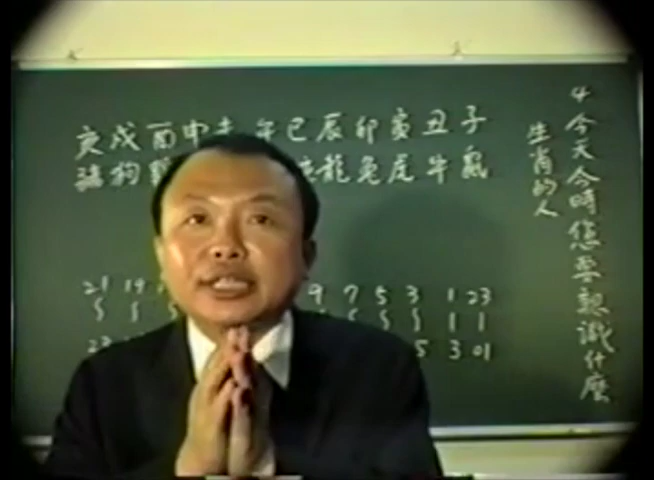 4 今天今時您要認識什麼
生肖的人
子 丑 寅 卯 辰 巳 午 未 申 酉 戌
鼠 牛 虎 兔 龍 狗 豬
23 1 3 5 7 9 19 21
~ ~ ~ ~ ~ ~ ~
01 3 5